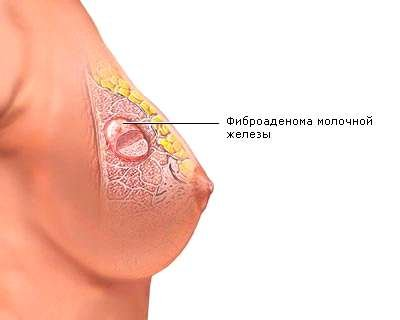 Фиброаденома молочной
железы